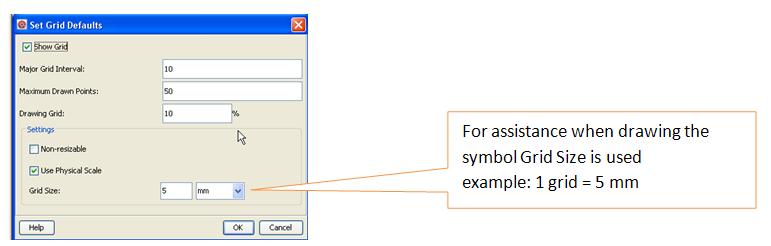 Set Grid Defaults
Show Grid
Major Grid Interval: 10
Maximum Drawn Points: 50
Drawing Grid: 10 %
Settings
Non-resizable
Use Physical Scale
Grid Size: 5 mm
Help OK Cancel
For assistance when drawing the
symbol Grid Size is used
example: 1 grid = 5 mm